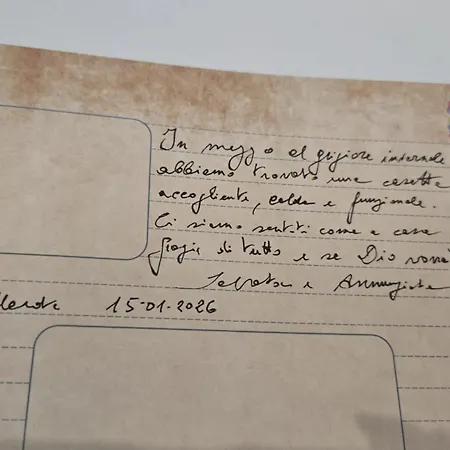 In mezzo al grigiore invernale
abbiamo trovato una casetta
accogliente, calda e funzionale.
Ci siamo sentiti come a casa
grazie di tutto e se Dio vorrà
e Annunziata
15-01-2026